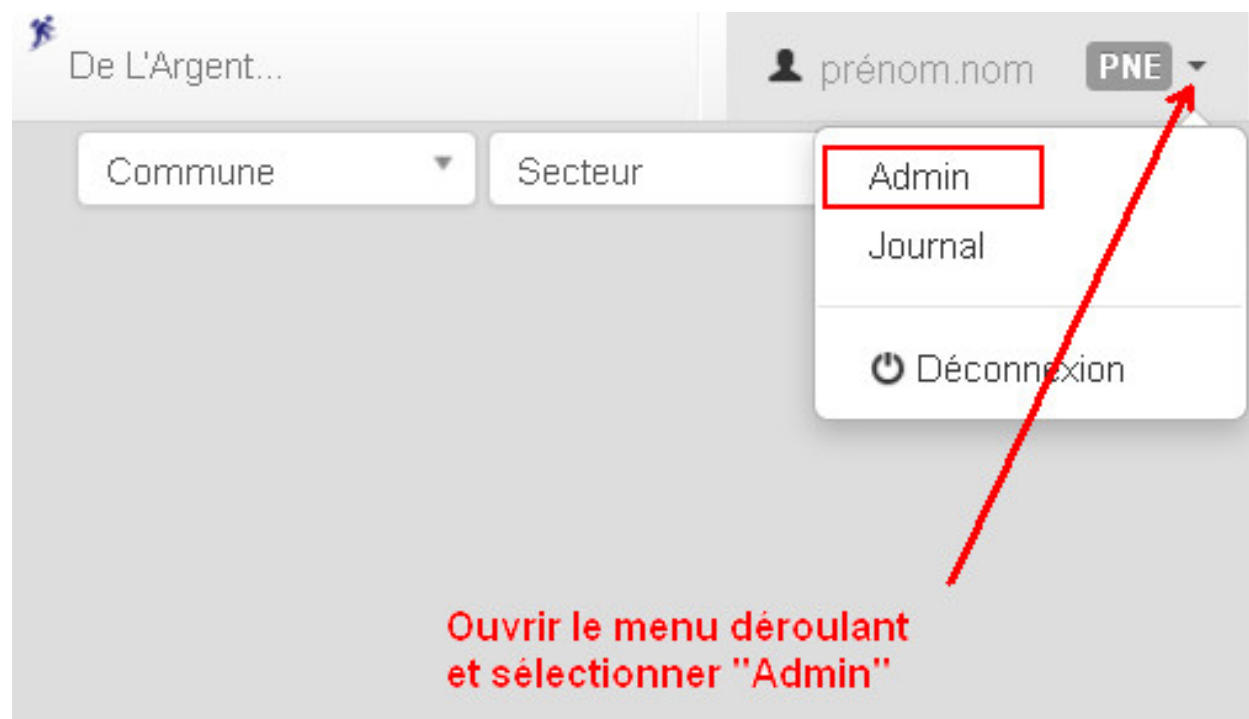 De L'Argent...
prénom.nom PNE
Commune
Secteur
Admin
Journal
Déconnexion
Ouvrir le menu déroulant
et sélectionner "Admin"